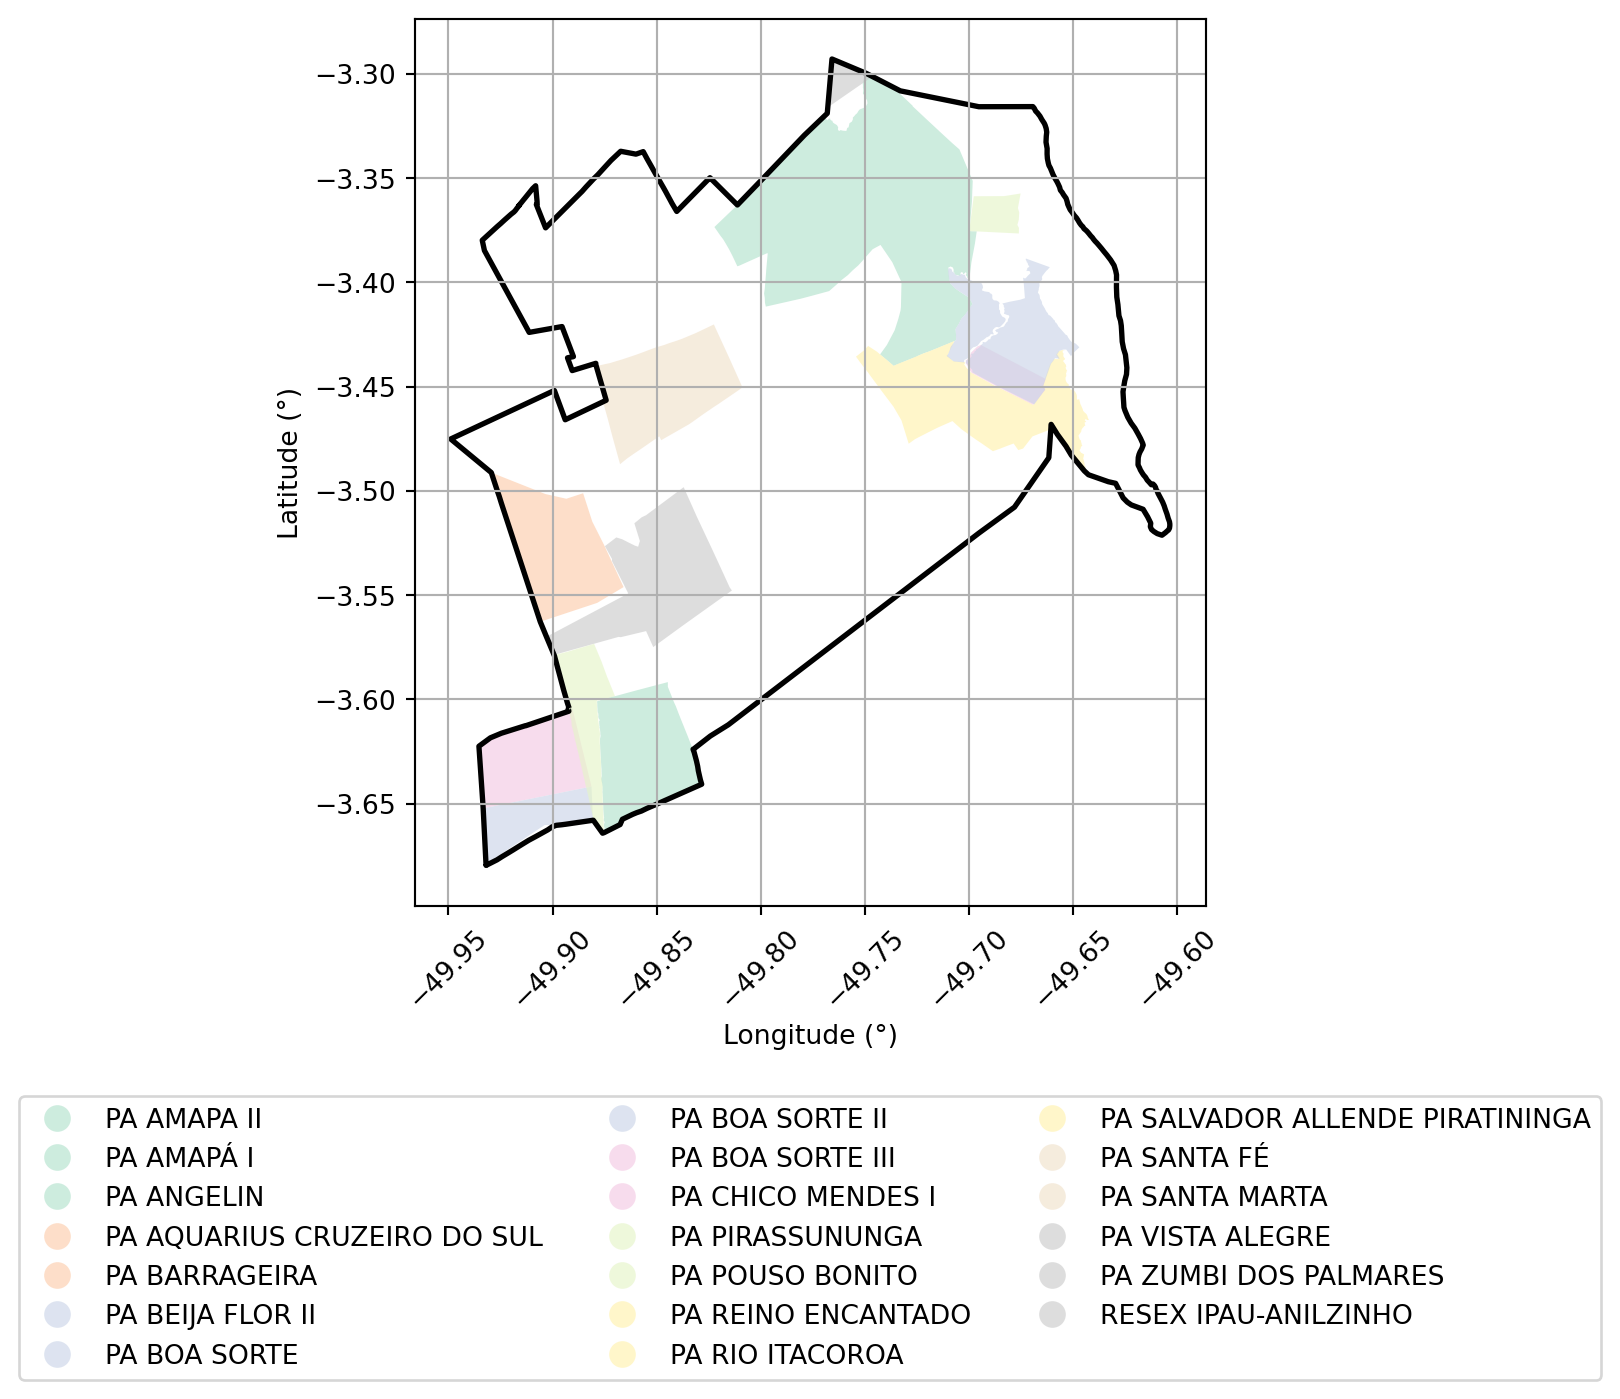 −3.30
−3.35
−3.40
−3.45
−3.50
−3.55
−3.60
−3.65
Latitude (°)
−49.95
−49.90
−49.85
−49.80
−49.75
−49.70
−49.65
−49.60
Longitude (°)
PA AMAPA II
PA AMAPÁ I
PA ANGELIN
PA AQUARIUS CRUZEIRO DO SUL
PA BARRAGEIRA
PA BEIJA FLOR II
PA BOA SORTE
PA BOA SORTE II
PA BOA SORTE III
PA CHICO MENDES I
PA PIRASSUNUNGA
PA POUSO BONITO
PA REINO ENCANTADO
PA RIO ITACOROA
PA SALVADOR ALLENDE PIRATININGA
PA SANTA FÉ
PA SANTA MARTA
PA VISTA ALEGRE
PA ZUMBI DOS PALMARES
RESEX IPAU-ANILZINHO